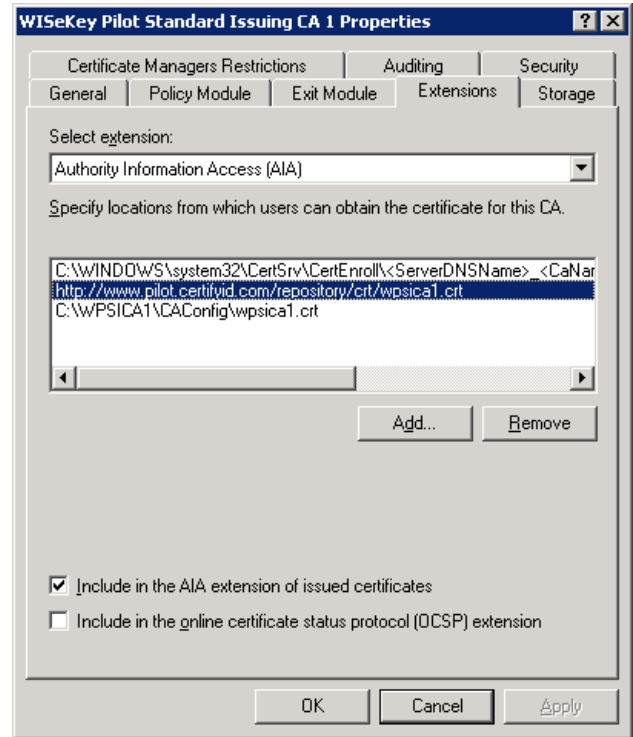 WISeKey Pilot Standard Issuing CA 1 Properties
Certificate Managers Restrictions Auditing Security
General Policy Module Exit Module Extensions Storage
Select extension:
Authority Information Access (AIA)
Specify locations from which users can obtain the certificate for this CA.
C:\WINDOWS\system32\CertSrv\CertEnroll\<ServerDNSName>_<CaNar
http://www.pilot.certifyid.com/repository/crt/wpsica1.crt
C:\WPSICA1\CAConfig\wpsica1.crt
Add... Remove
Include in the AIA extension of issued certificates
Include in the online certificate status protocol (OCSP) extension
OK Cancel Apply